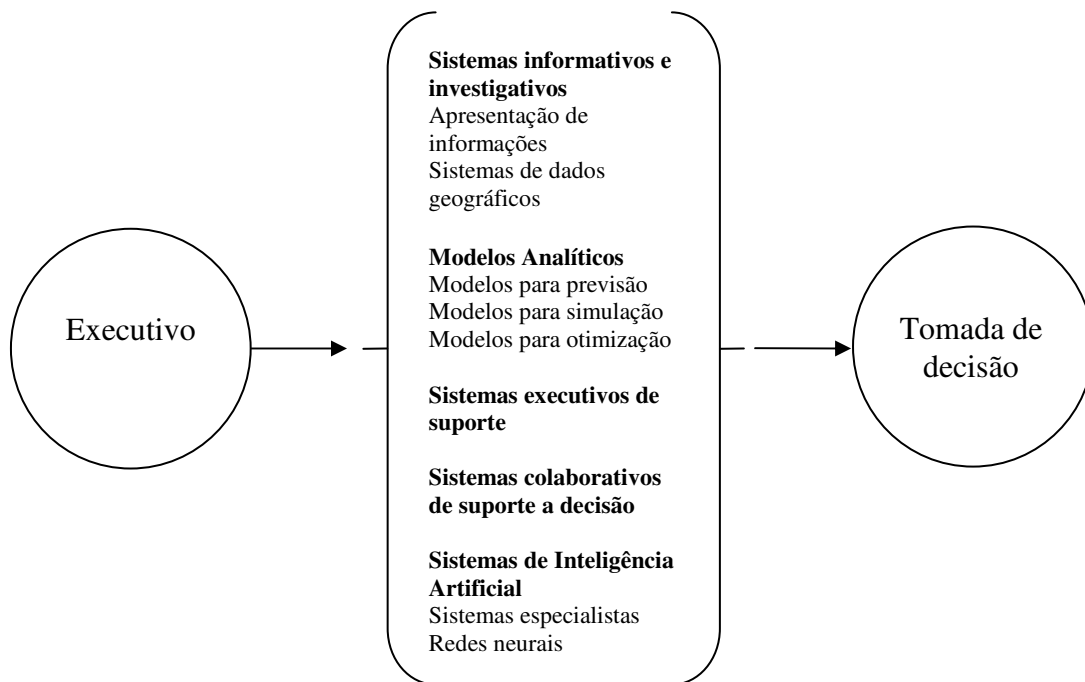 Executivo
Sistemas informativos e
investigativos
Apresentação de
informações
Sistemas de dados
geográficos
Modelos Analíticos
Modelos para previsão
Modelos para simulação
Modelos para otimização
Sistemas executivos de
suporte
Sistemas colaborativos
de suporte a decisão
Sistemas de Inteligência
Artificial
Sistemas especialistas
Redes neurais
Tomada de
decisão